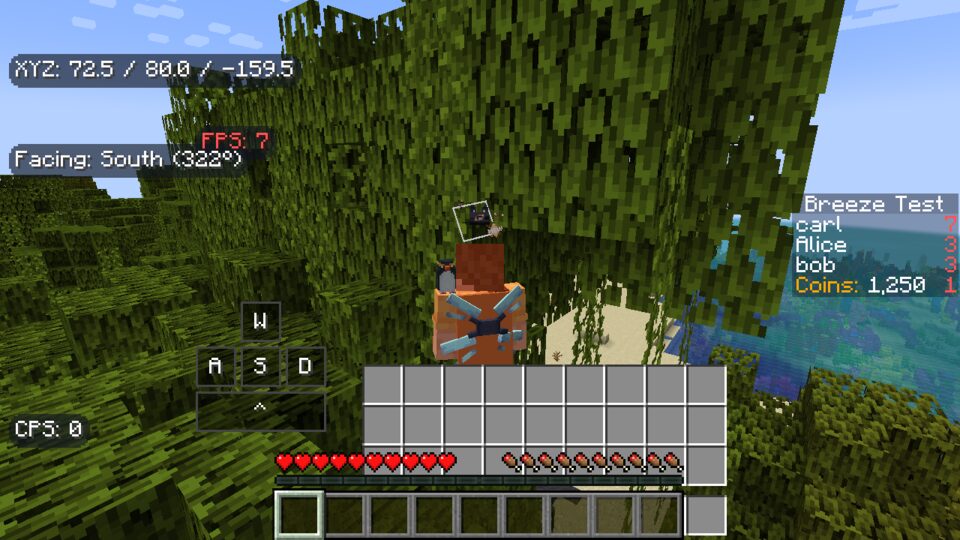 XYZ: 72.5 / 80.0 / -159.5
FPS: 7
Facing: South (322°)
Breeze Test
carl 7
Alice 3
bob 3
Coins: 1,250 1
W
A S D
^
CPS: 0